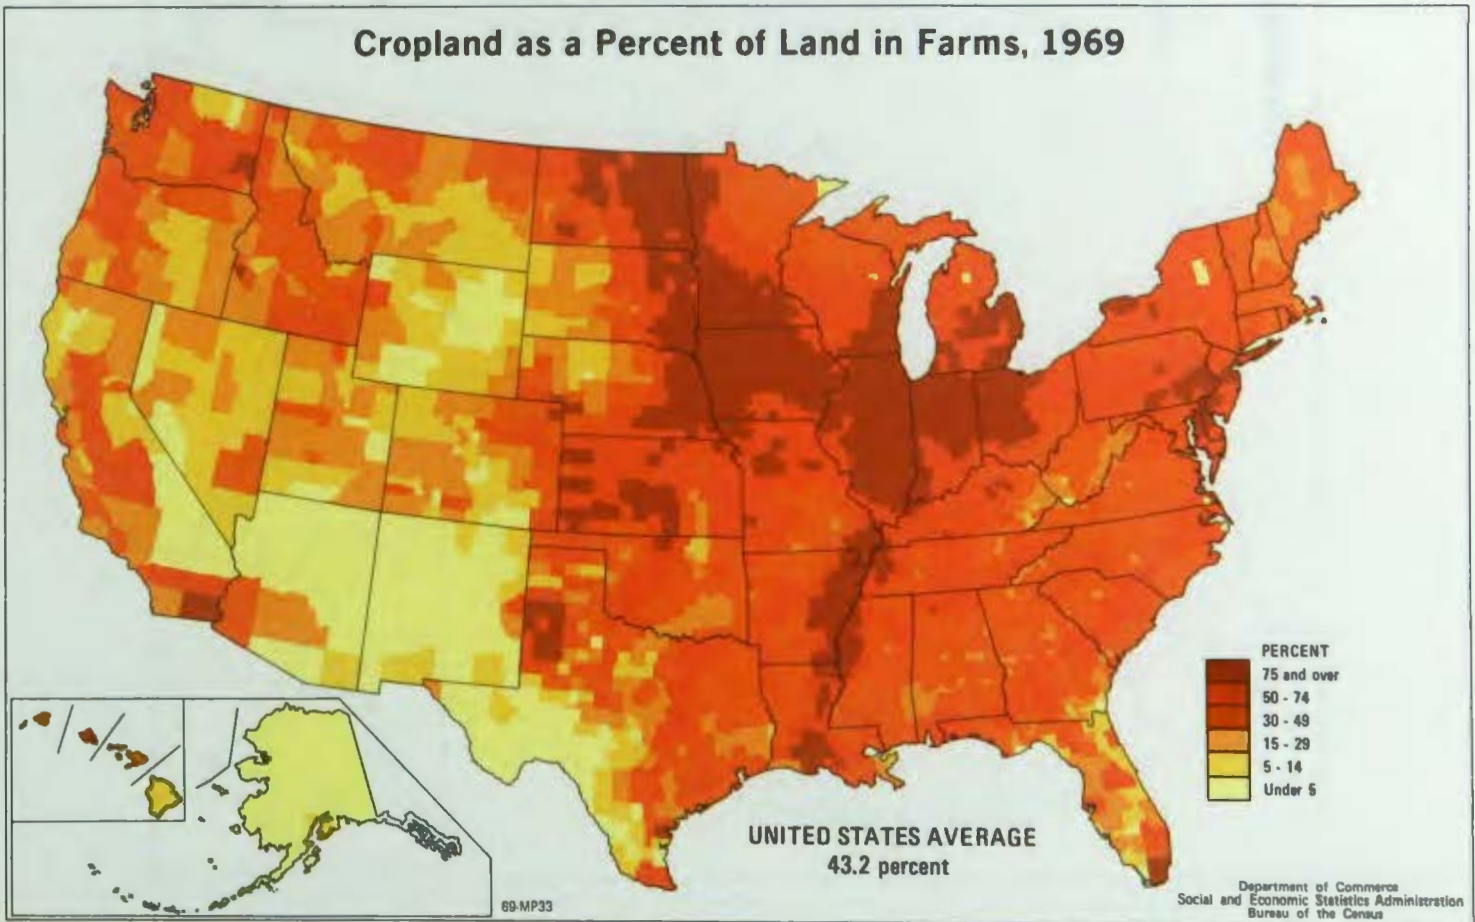 Cropland as a Percent of Land in Farms, 1969
PERCENT
75 and over
50 - 74
30 - 49
15 - 29
5 - 14
Under 5
UNITED STATES AVERAGE
43.2 percent
69-MP33
Department of Commerce
Social and Economic Statistics Administration
Bureau of the Census